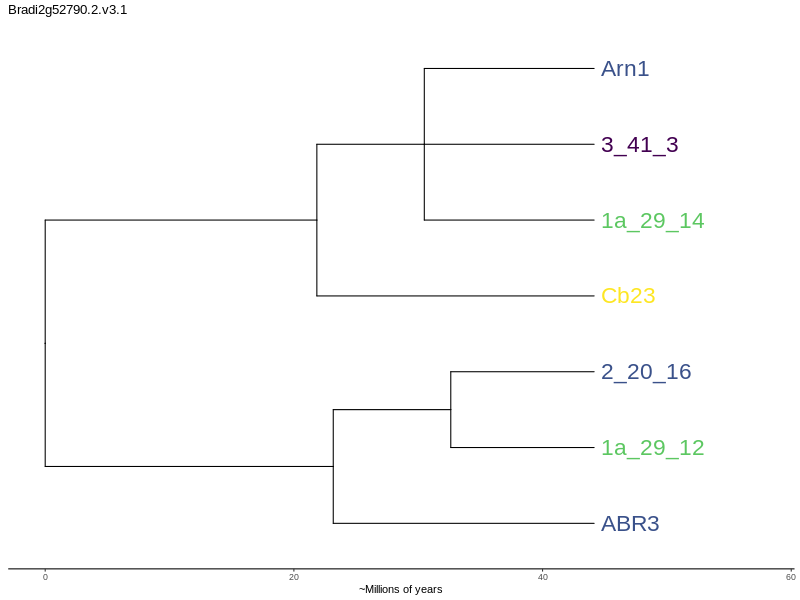 Bradi2g52790.2.v3.1
Arn1
3_41_3
1a_29_14
Cb23
2_20_16
1a_29_12
ABR3
0 20 40 60
~Millions of years